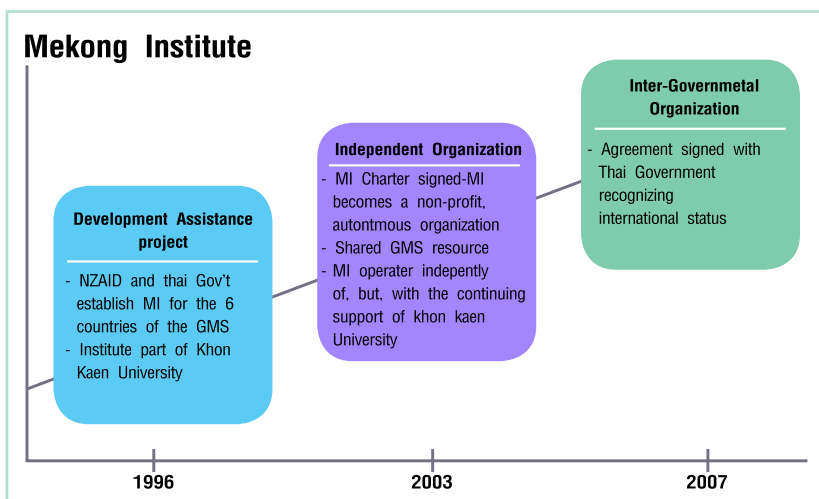 Mekong Institute
Development Assistance
project
- NZAID and thai Gov't
establish MI for the 6
countries of the GMS
- Institute part of Khon
Kaen University
Independent Organization
- MI Charter signed-MI
becomes a non-profit,
autontmous organization
- Shared GMS resource
- MI operater indepently
of, but, with the continuing
support of khon kaen
University
Inter-Governmetal
Organization
- Agreement signed with
Thai Government
recognizing
international status
1996
2003
2007